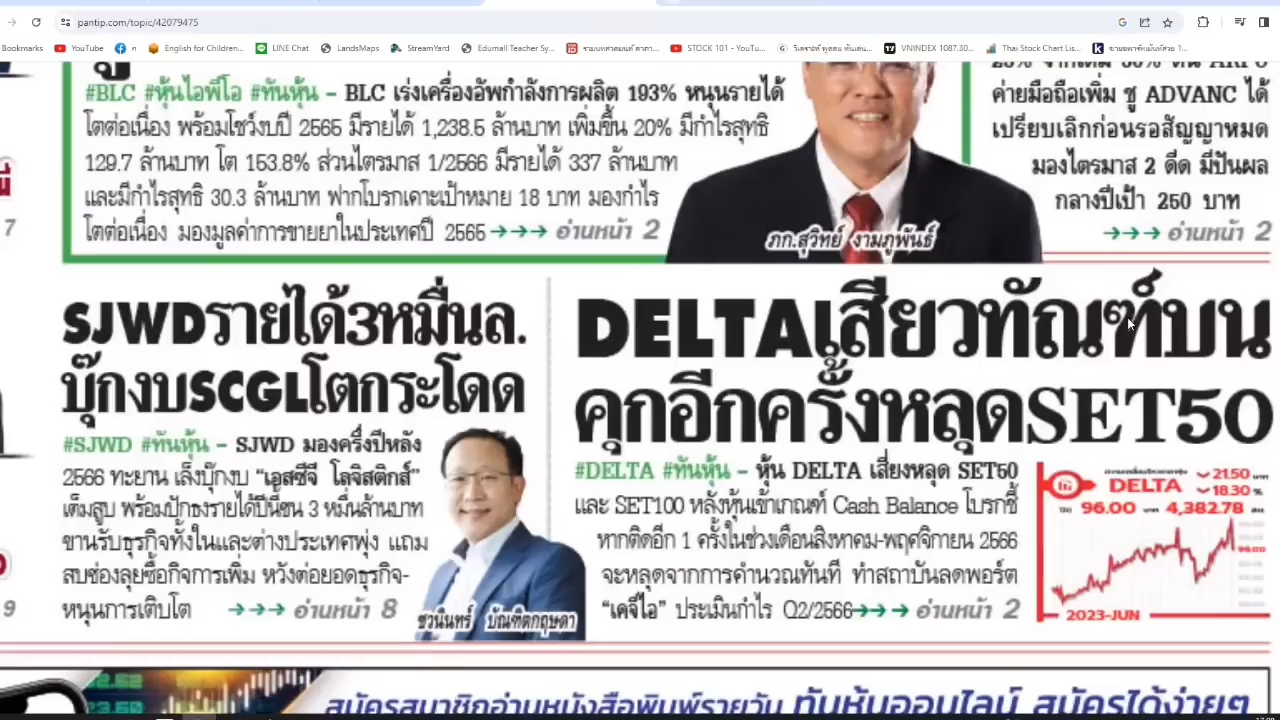 pantip.com/topic/42079475
Bookmarks YouTube ก English for Children... LINE Chat LandsMaps StreamYard Edumall Teacher Sy... STOCK 101 - YouTu... VNINDEX 1087.30... Thai Stock Chart Lis...
#BLC #หุ้นไอพีโอ #ทันหุ้น – BLC เร่งเครื่องอัพกำลังการผลิต 193% หนุนรายได้
โตต่อเนื่อง พร้อมโชว์งบปี 2565 มีรายได้ 1,238.5 ล้านบาท เพิ่มขึ้น 20% มีกำไรสุทธิ
129.7 ล้านบาท โต 153.8% ส่วนไตรมาส 1/2566 มีรายได้ 337 ล้านบาท
และมีกำไรสุทธิ 30.3 ล้านบาท ฟากโบรกเคาะเป้าหมาย 18 บาท มองกำไร
โตต่อเนื่อง มองมูลค่าการขายยาในประเทศปี 2565 →→→ อ่านหน้า 2
ภก.สุวิทย์ งามภูพันธ์
ค่ายมือถือเพิ่ม ชู ADVANC ได้
เปรียบเลิกก่อนรอสัญญาหมด
มองไตรมาส 2 ดีด มีปันผล
กลางปีเป้า 250 บาท
→→→ อ่านหน้า 2
7
SJWDรายได้3หมื่นล.
บุ๊กงบSCGLโตกระโดด
#SJWD #ทันหุ้น – SJWD มองครึ่งปีหลัง
2566 ทะยาน เล็งบุ๊กงบ “เอสซีจี โลจิสติกส์”
เต็มสูบ พร้อมปักธงรายได้ปีนี้ชน 3 หมื่นล้านบาท
ขานรับธุรกิจทั้งในและต่างประเทศพุ่ง แถม
สบช่องลุยซื้อกิจการเพิ่ม หวังต่อยอดธุรกิจ-
หนุนการเติบโต →→→ อ่านหน้า 8
ชวนินทร์ บัณฑิตกฤษดา
9
DELTAเสียวทัณฑ์บน
คุกอีกครั้งหลุดSET50
#DELTA #ทันหุ้น – หุ้น DELTA เสี่ยงหลุด SET50
และ SET100 หลังหุ้นเข้าเกณฑ์ Cash Balance โบรกชี้
หากติดอีก 1 ครั้งในช่วงเดือนสิงหาคม-พฤศจิกายน 2566
จะหลุดจากการคำนวณทันที ทำสถาบันลดพอร์ต
“เคจีไอ” ประเมินกำไร Q2/2566 →→→ อ่านหน้า 2
DELTA 21.50 บาท
18.30 %
ปิด 96.00 บาท 4,382.78 ลบ.
96.00
2023-JUN
สมัครสมาชิกอ่านหนังสือพิมพ์รายวัน ทันหุ้นออนไลน์ สมัครได้ง่ายๆ